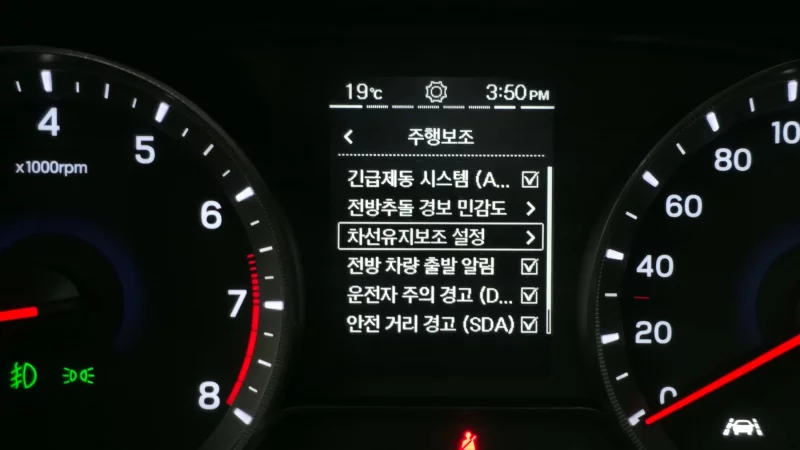 19℃ 3:50 PM
주행보조
긴급제동 시스템 (A...
전방추돌 경보 민감도
차선유지보조 설정
전방 차량 출발 알림
운전자 주의 경고 (D...
안전 거리 경고 (SDA)
4
5
6
7
8
x1000rpm
10
80
60
40
20
0